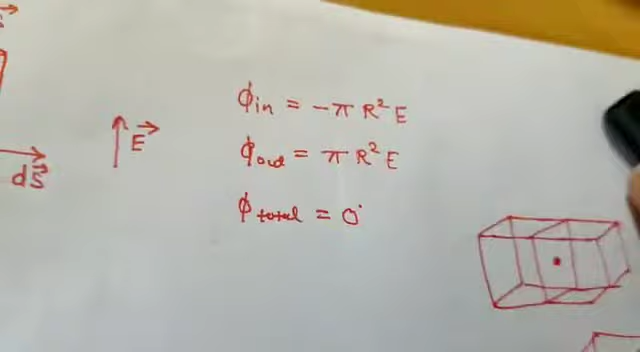 ϕin = -π R² E
E⃗
ϕout = π R² E
dS⃗
ϕtotal = 0